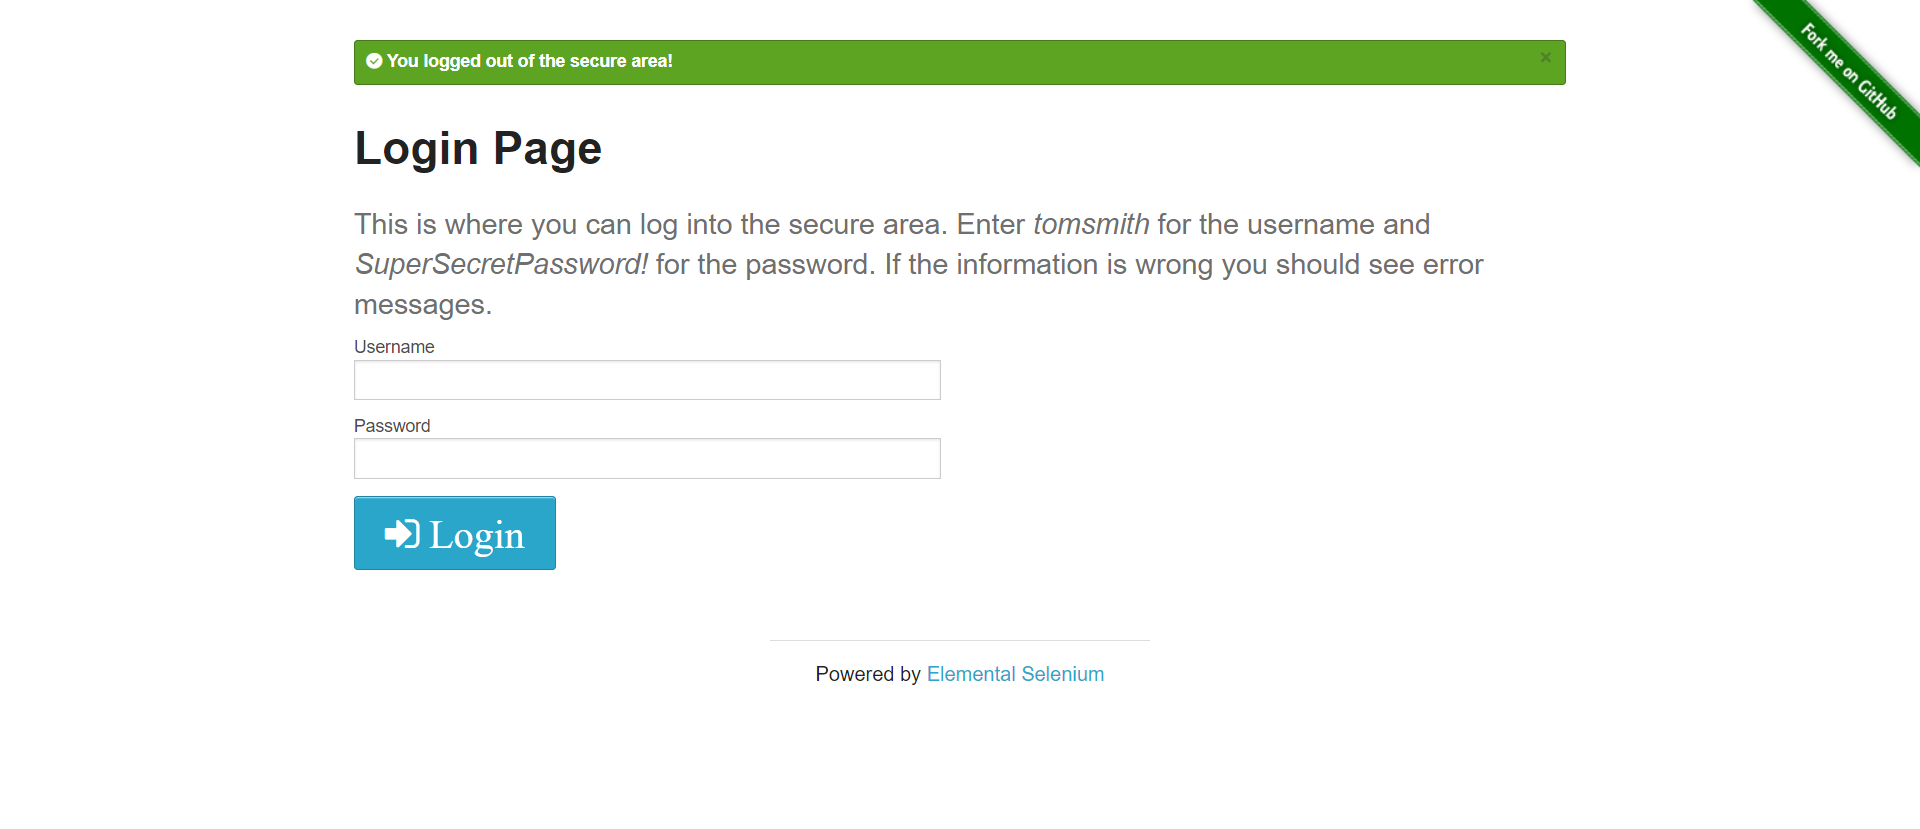 You logged out of the secure area!
×
Fork me on GitHub
Login Page
This is where you can log into the secure area. Enter tomsmith for the username and
SuperSecretPassword! for the password. If the information is wrong you should see error
messages.
Username
Password
Login
Powered by Elemental Selenium